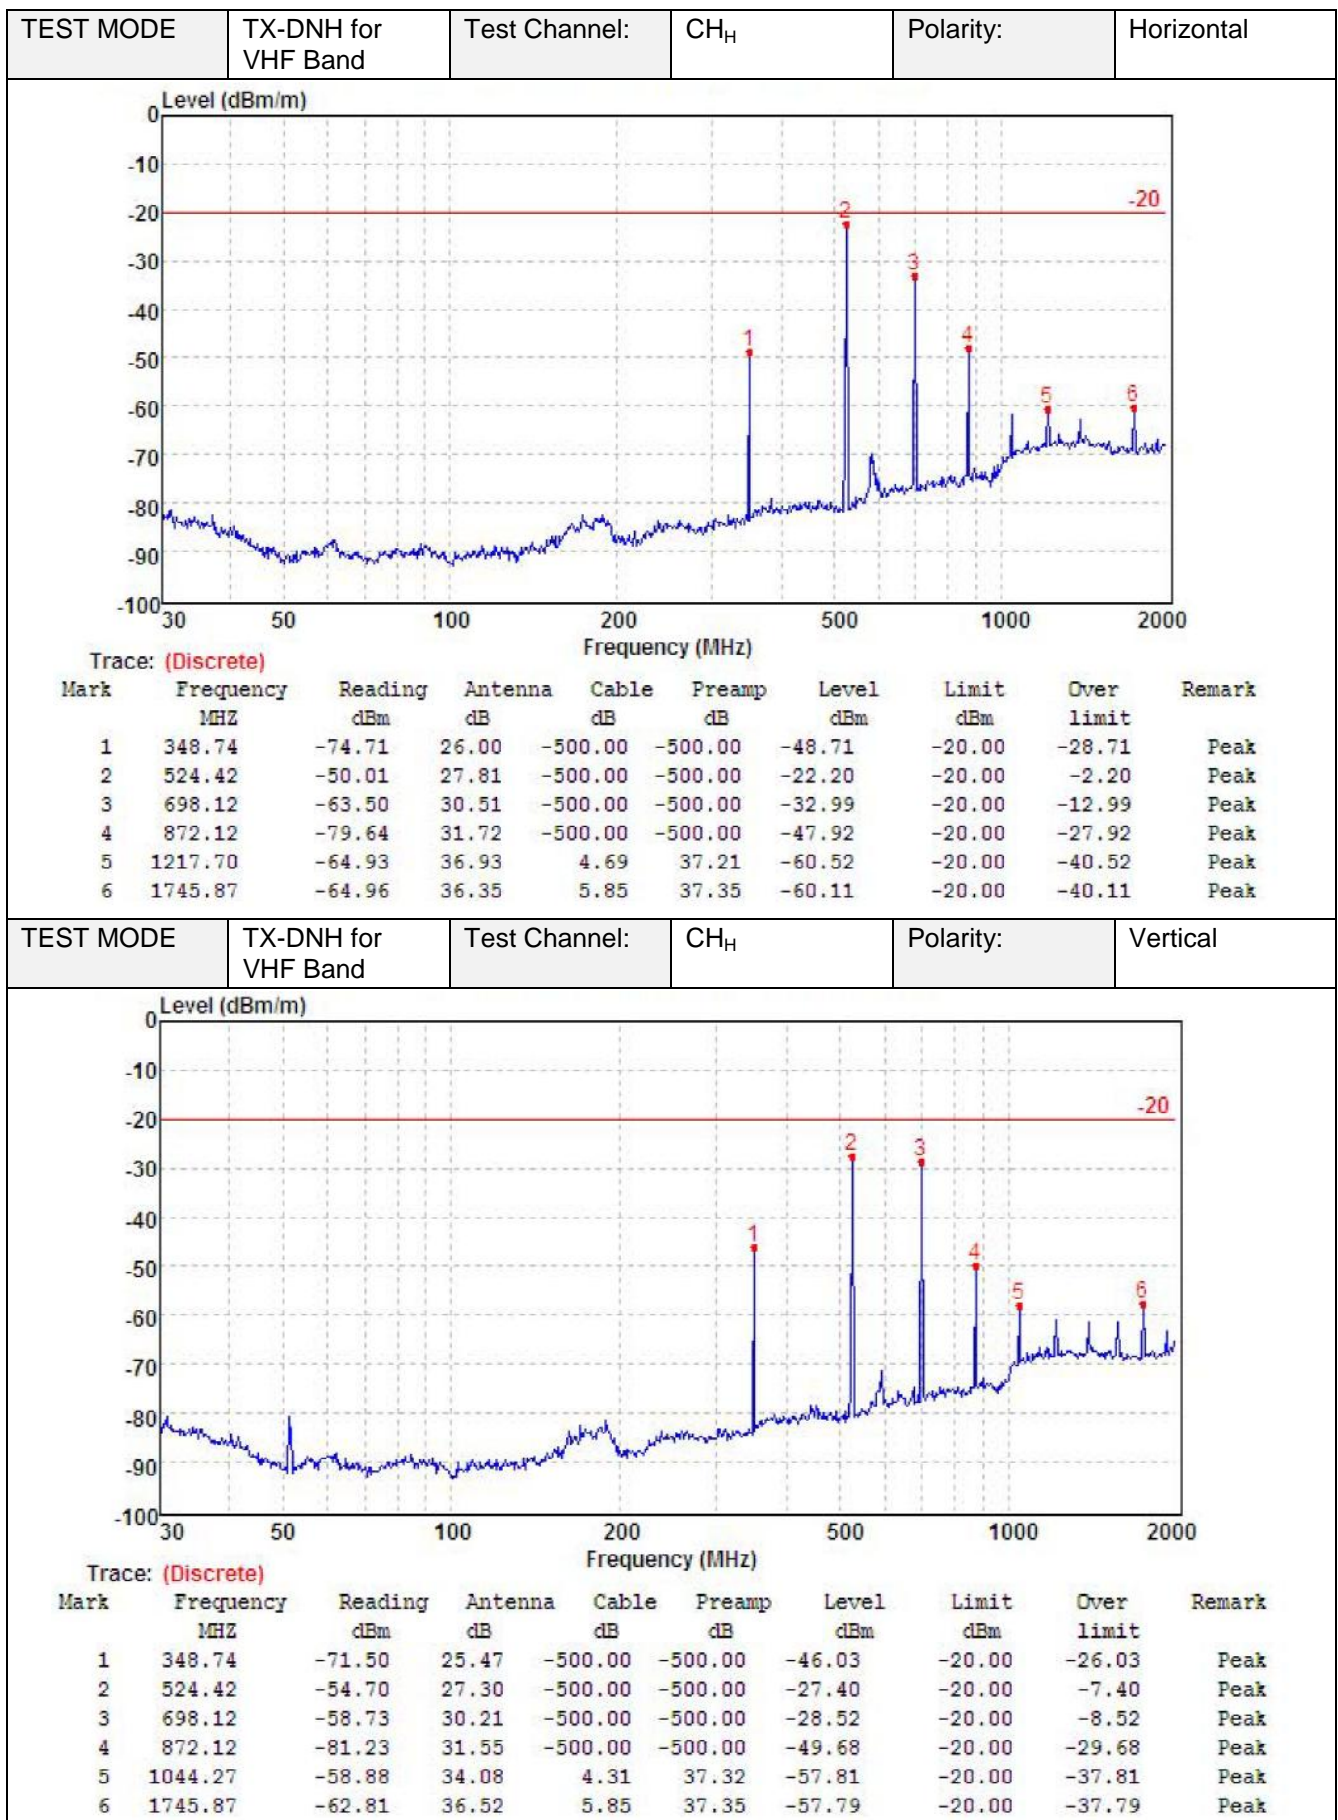 TEST MODE TX-DNH for VHF Band Test Channel: CHH Polarity: Horizontal
Level (dBm/m)
0
-10
-20
-30
-40
-50
-60
-70
-80
-90
-100
-20
1 2 3 4 5 6
30 50 100 200 500 1000 2000
Frequency (MHz)
Trace: (Discrete)
Mark Frequency Reading Antenna Cable Preamp Level Limit Over Remark
MHZ dBm dB dB dB dBm dBm limit
1 348.74 -74.71 26.00 -500.00 -500.00 -48.71 -20.00 -28.71 Peak
2 524.42 -50.01 27.81 -500.00 -500.00 -22.20 -20.00 -2.20 Peak
3 698.12 -63.50 30.51 -500.00 -500.00 -32.99 -20.00 -12.99 Peak
4 872.12 -79.64 31.72 -500.00 -500.00 -47.92 -20.00 -27.92 Peak
5 1217.70 -64.93 36.93 4.69 37.21 -60.52 -20.00 -40.52 Peak
6 1745.87 -64.96 36.35 5.85 37.35 -60.11 -20.00 -40.11 Peak
TEST MODE TX-DNH for VHF Band Test Channel: CHH Polarity: Vertical
Level (dBm/m)
0
-10
-20
-30
-40
-50
-60
-70
-80
-90
-100
-20
1 2 3 4 5 6
30 50 100 200 500 1000 2000
Frequency (MHz)
Trace: (Discrete)
Mark Frequency Reading Antenna Cable Preamp Level Limit Over Remark
MHZ dBm dB dB dB dBm dBm limit
1 348.74 -71.50 25.47 -500.00 -500.00 -46.03 -20.00 -26.03 Peak
2 524.42 -54.70 27.30 -500.00 -500.00 -27.40 -20.00 -7.40 Peak
3 698.12 -58.73 30.21 -500.00 -500.00 -28.52 -20.00 -8.52 Peak
4 872.12 -81.23 31.55 -500.00 -500.00 -49.68 -20.00 -29.68 Peak
5 1044.27 -58.88 34.08 4.31 37.32 -57.81 -20.00 -37.81 Peak
6 1745.87 -62.81 36.52 5.85 37.35 -57.79 -20.00 -37.79 Peak